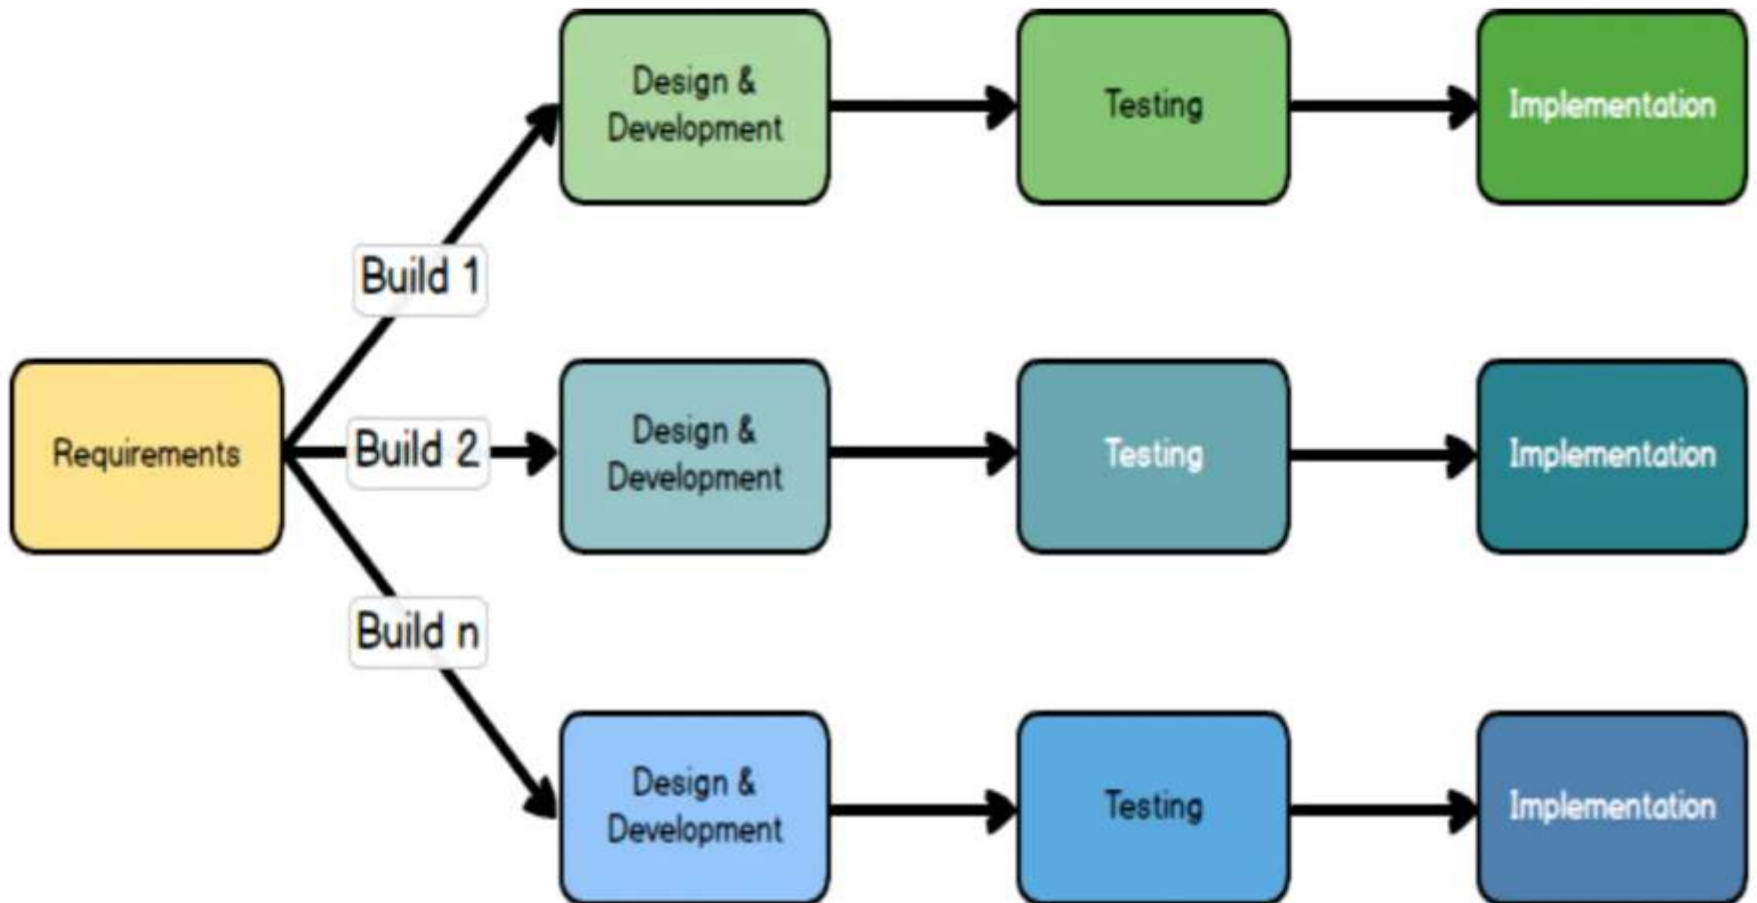 Design &
Development
Testing
Implementation
Build 1
Requirements
Build 2
Design &
Development
Testing
Implementation
Build n
Design &
Development
Testing
Implementation